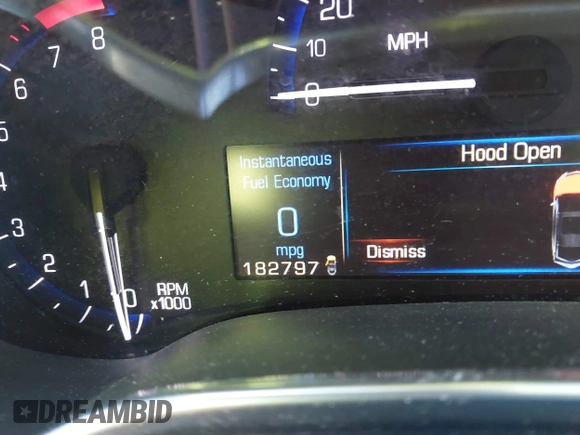 8
7
6
5
4
3
2
1
0
RPM
x1000
20
10
0
MPH
Instantaneous
Fuel Economy
0
mpg
182797
Hood Open
Dismiss
DREAMBID